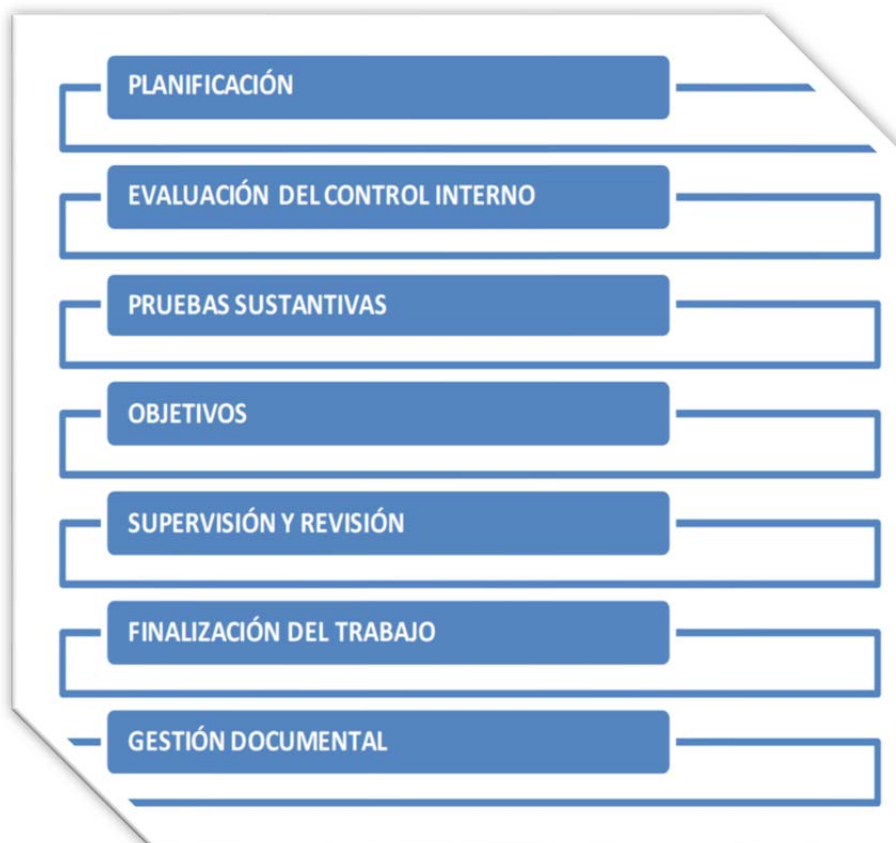 PLANIFICACIÓN
EVALUACIÓN DEL CONTROL INTERNO
PRUEBAS SUSTANTIVAS
OBJETIVOS
SUPERVISIÓN Y REVISIÓN
FINALIZACIÓN DEL TRABAJO
GESTIÓN DOCUMENTAL